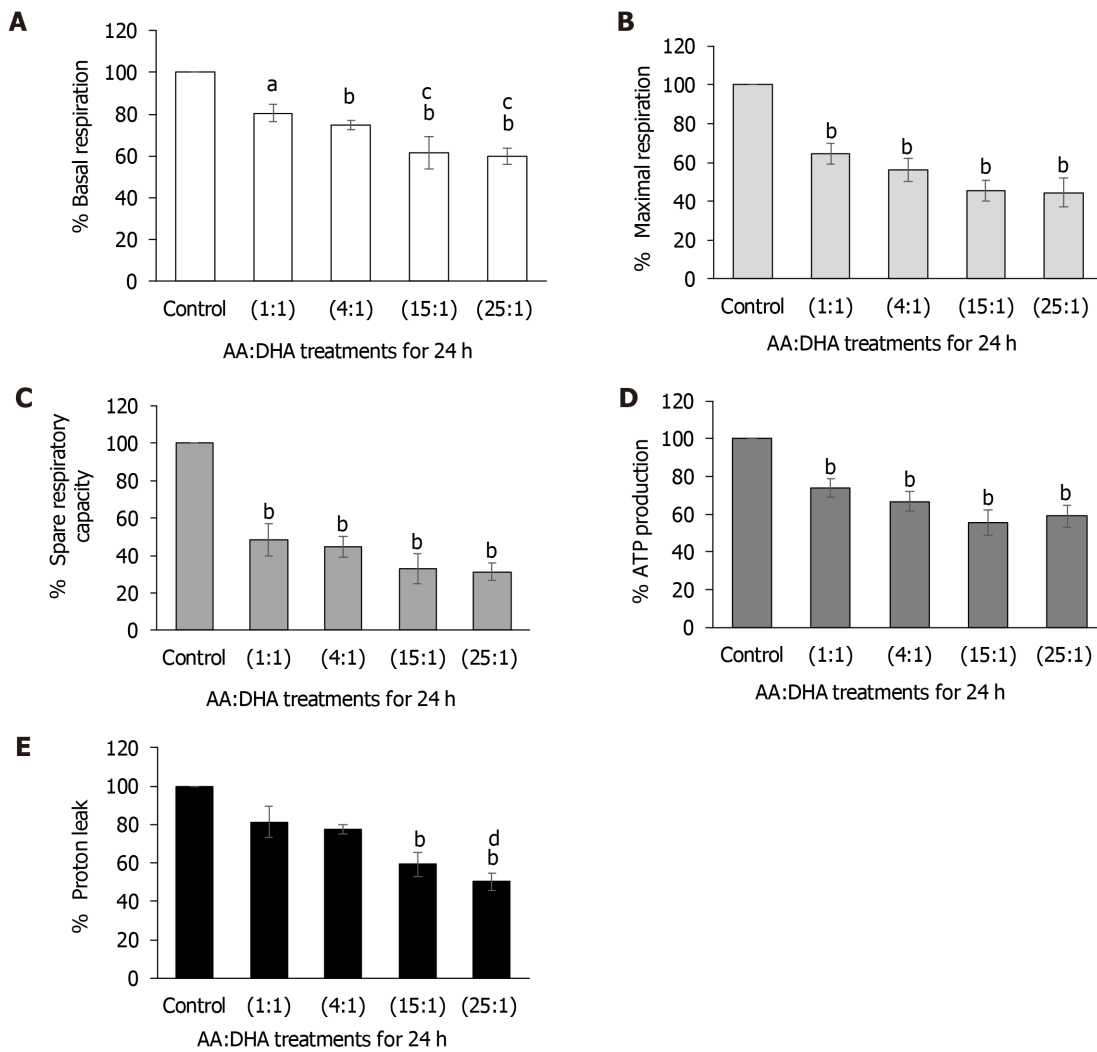 A
% Basal respiration
120
100
80
60
40
20
0
a
b
c
b
c
b
Control (1:1) (4:1) (15:1) (25:1)
AA:DHA treatments for 24 h
B
% Maximal respiration
120
100
80
60
40
20
0
b
b
b
b
Control (1:1) (4:1) (15:1) (25:1)
AA:DHA treatments for 24 h
C
% Spare respiratory
capacity
120
100
80
60
40
20
0
b
b
b
b
Control (1:1) (4:1) (15:1) (25:1)
AA:DHA treatments for 24 h
D
% ATP production
120
100
80
60
40
20
0
b
b
b
b
Control (1:1) (4:1) (15:1) (25:1)
AA:DHA treatments for 24 h
E
% Proton leak
120
100
80
60
40
20
0
b
d
b
Control (1:1) (4:1) (15:1) (25:1)
AA:DHA treatments for 24 h